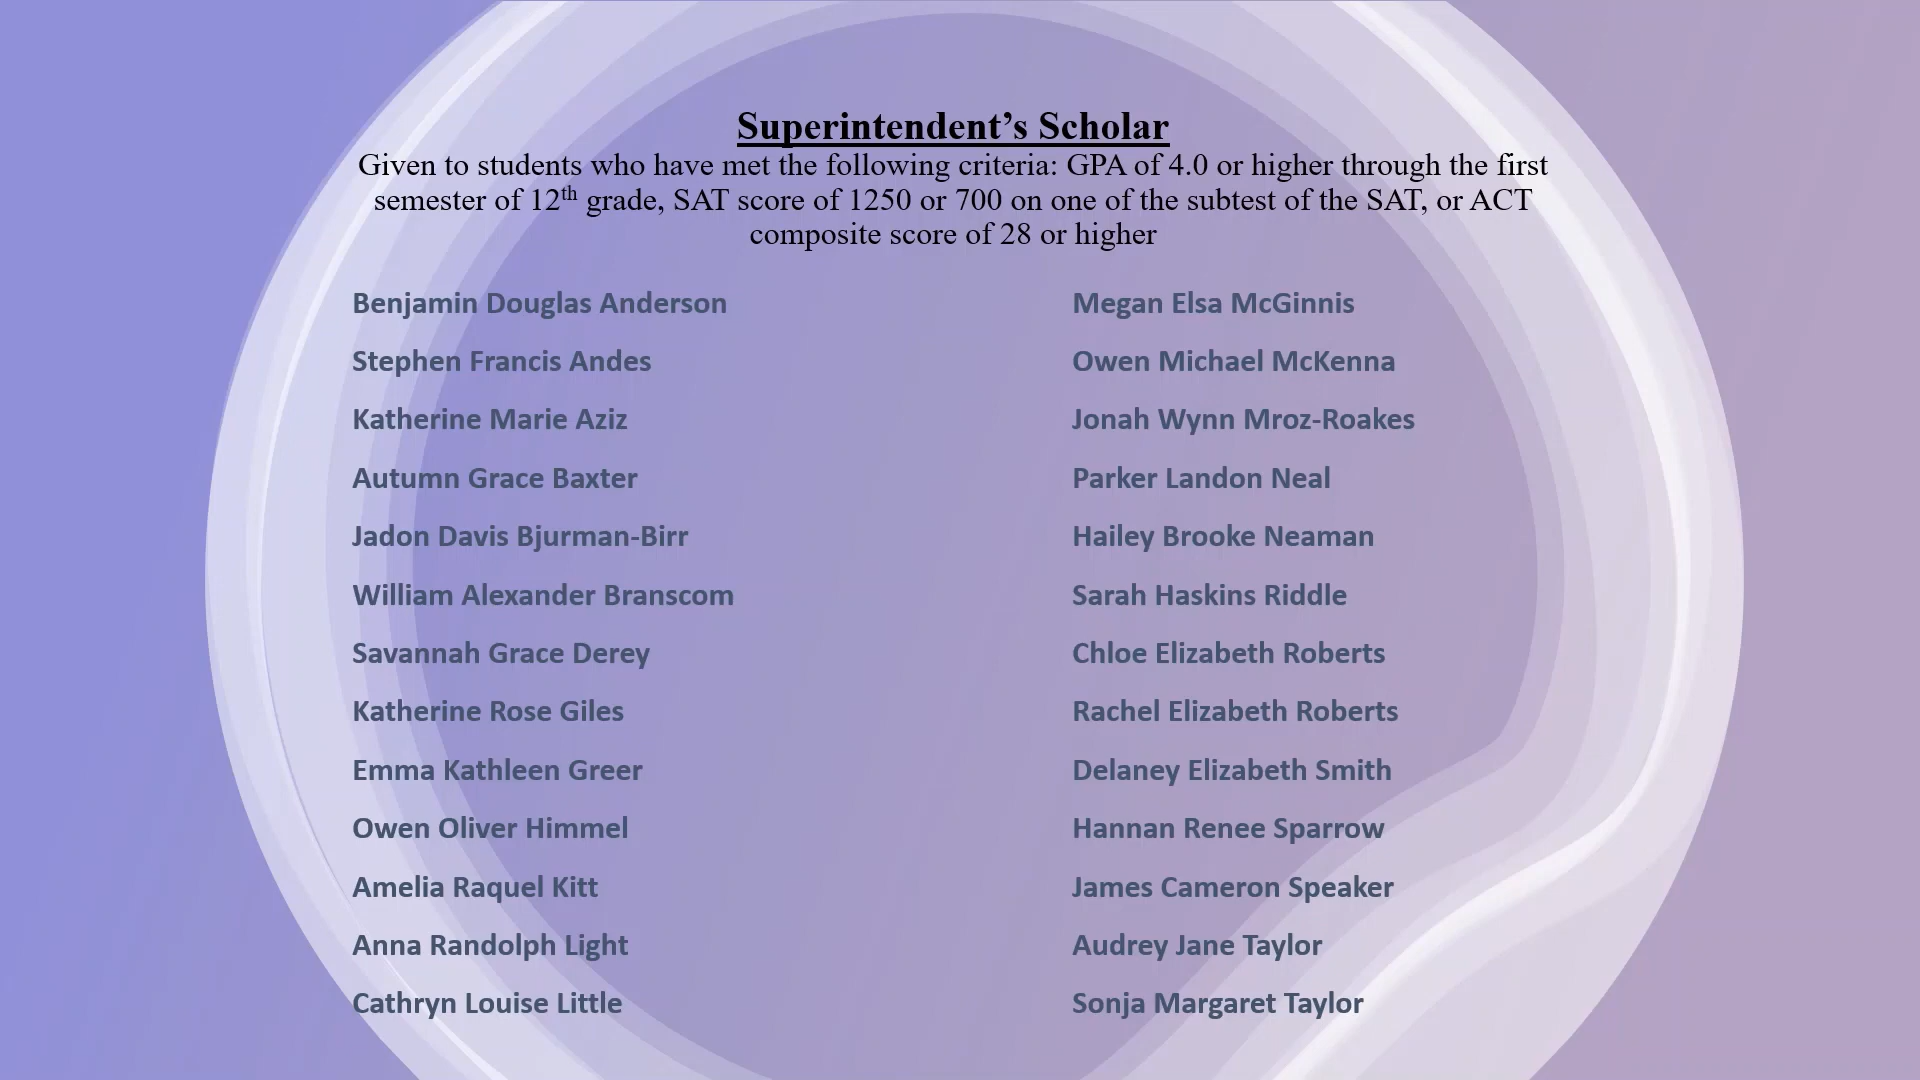 Superintendent’s Scholar
Given to students who have met the following criteria: GPA of 4.0 or higher through the first
semester of 12th grade, SAT score of 1250 or 700 on one of the subtest of the SAT, or ACT
composite score of 28 or higher
Benjamin Douglas Anderson
Stephen Francis Andes
Katherine Marie Aziz
Autumn Grace Baxter
Jadon Davis Bjurman-Birr
William Alexander Branscom
Savannah Grace Derey
Katherine Rose Giles
Emma Kathleen Greer
Owen Oliver Himmel
Amelia Raquel Kitt
Anna Randolph Light
Cathryn Louise Little
Megan Elsa McGinnis
Owen Michael McKenna
Jonah Wynn Mroz-Roakes
Parker Landon Neal
Hailey Brooke Neaman
Sarah Haskins Riddle
Chloe Elizabeth Roberts
Rachel Elizabeth Roberts
Delaney Elizabeth Smith
Hannan Renee Sparrow
James Cameron Speaker
Audrey Jane Taylor
Sonja Margaret Taylor